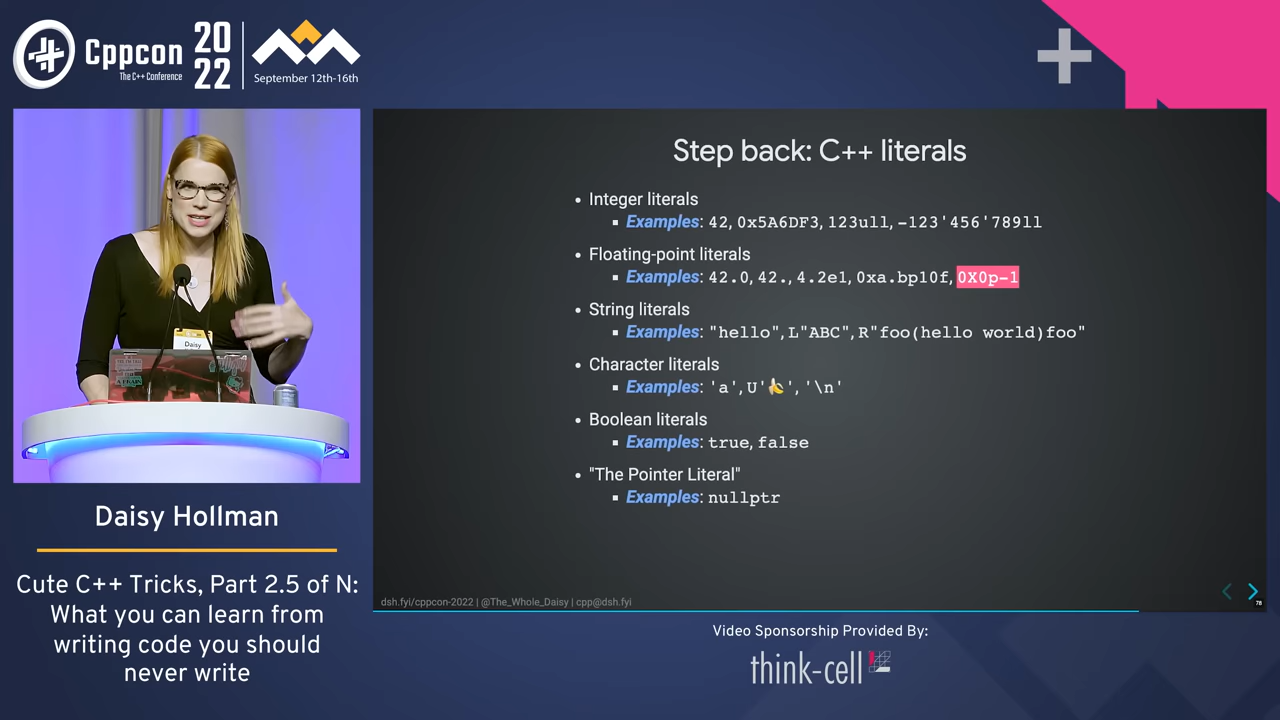 Cppcon
The C++ Conference
20
22
September 12th-16th
Daisy
Daisy Hollman
Cute C++ Tricks, Part 2.5 of N:
What you can learn from
writing code you should
never write
Step back: C++ literals
• Integer literals
▪ Examples: 42, 0x5A6DF3, 123ull, -123'456'789ll
• Floating-point literals
▪ Examples: 42.0, 42., 4.2e1, 0xa.bp10f, 0X0p-1
• String literals
▪ Examples: "hello", L"ABC", R"foo(hello world)foo"
• Character literals
▪ Examples: 'a', U'🍌', '\n'
• Boolean literals
▪ Examples: true, false
• "The Pointer Literal"
▪ Examples: nullptr
dsh.fyi/cppcon-2022 | @The_Whole_Daisy | cpp@dsh.fyi
78
Video Sponsorship Provided By:
think-cell